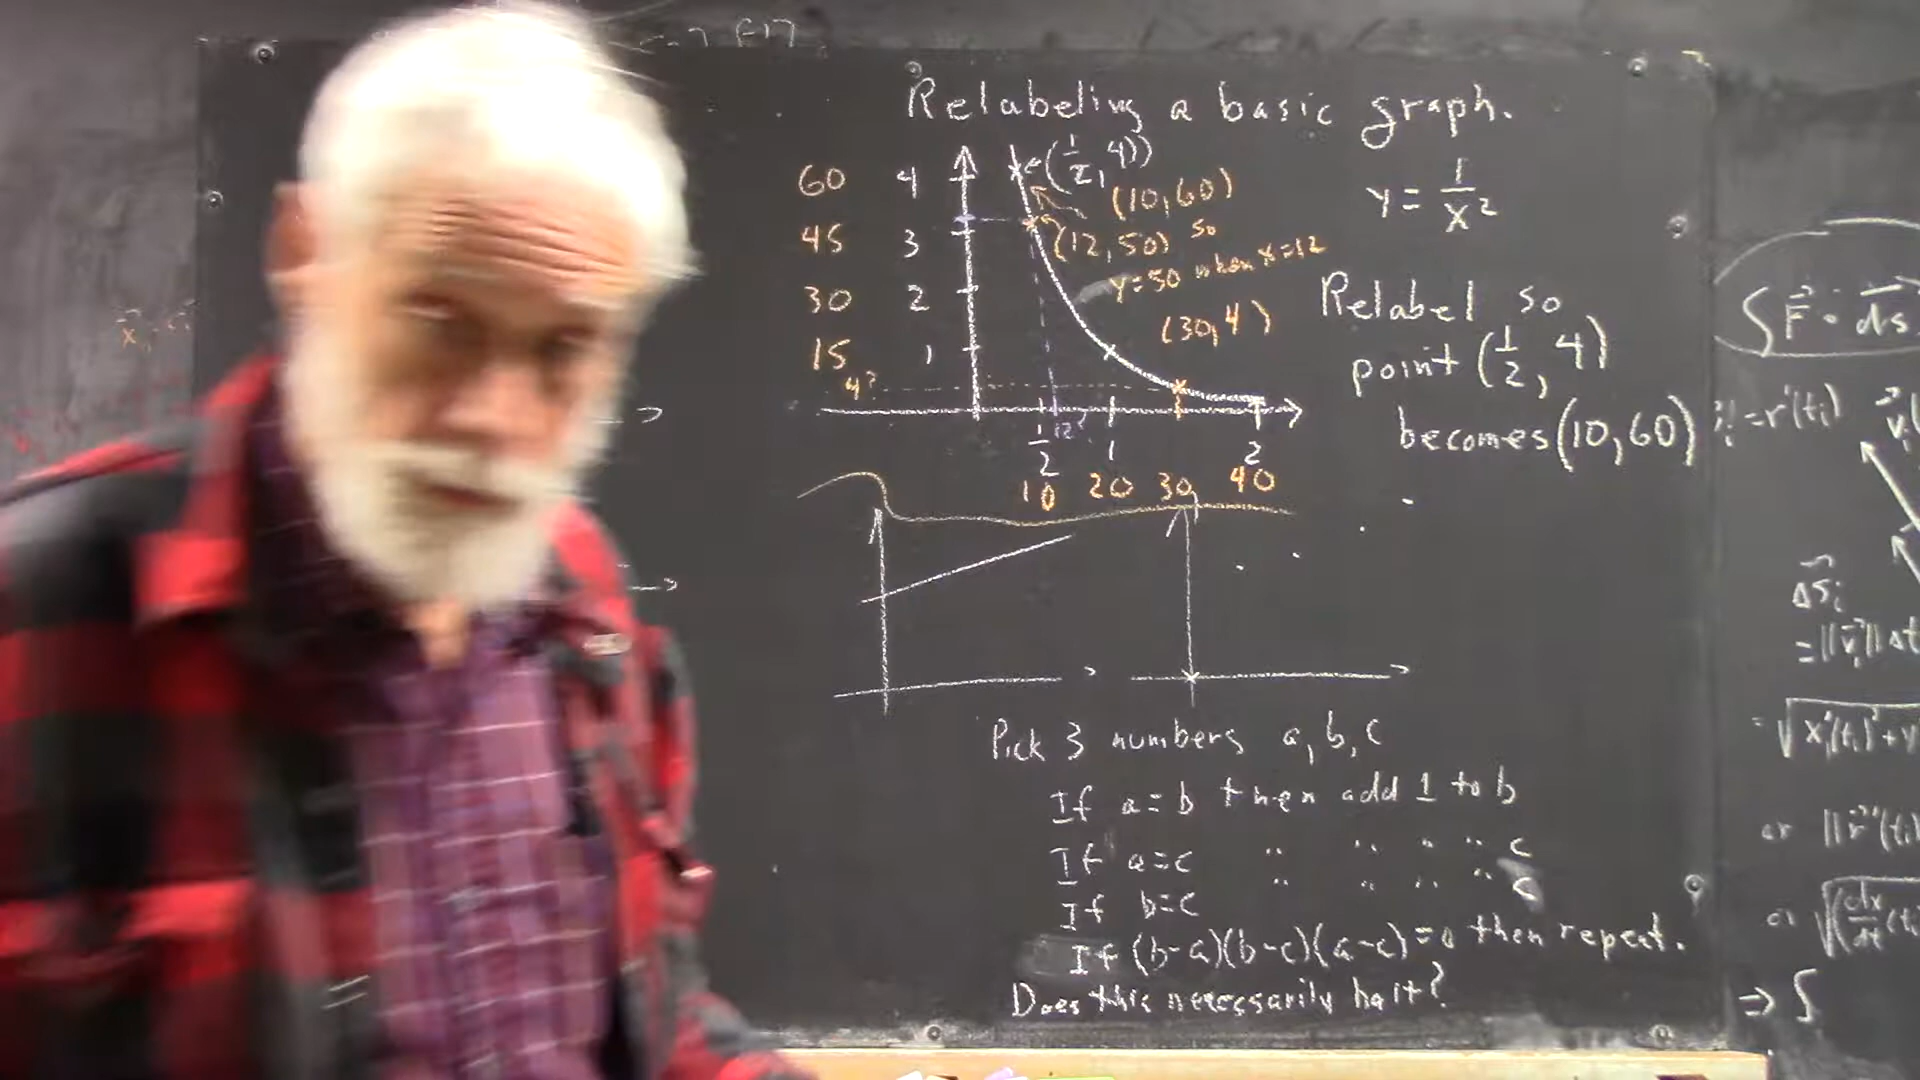 Relabeling a basic graph.
60 4 (1/2, 4)
(10,60)
y = 1/x²
45 3 (12,50) so
y=50 when x=12
30 2
(30,4)
Relabel so
15 1
point (1/2, 4)
4?
becomes (10,60)
1/2 12? 1 2
10 20 30 40
Pick 3 numbers a, b, c
If a = b then add 1 to b
If a = c " " " " c
If b = c " " " " c
If (b-a)(b-c)(a-c)=0 then repeat.
Does this necessarily halt?
∫ F⃗ · ds⃗
= r'(tᵢ)
Δs⃗ᵢ
⇒ ∫